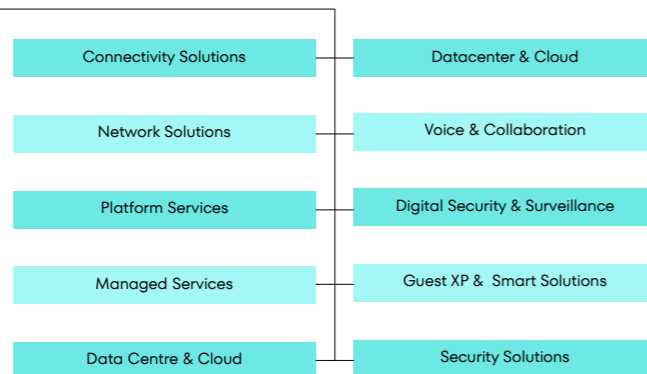 Connectivity Solutions
Datacenter & Cloud
Network Solutions
Voice & Collaboration
Platform Services
Digital Security & Surveillance
Managed Services
Guest XP & Smart Solutions
Data Centre & Cloud
Security Solutions